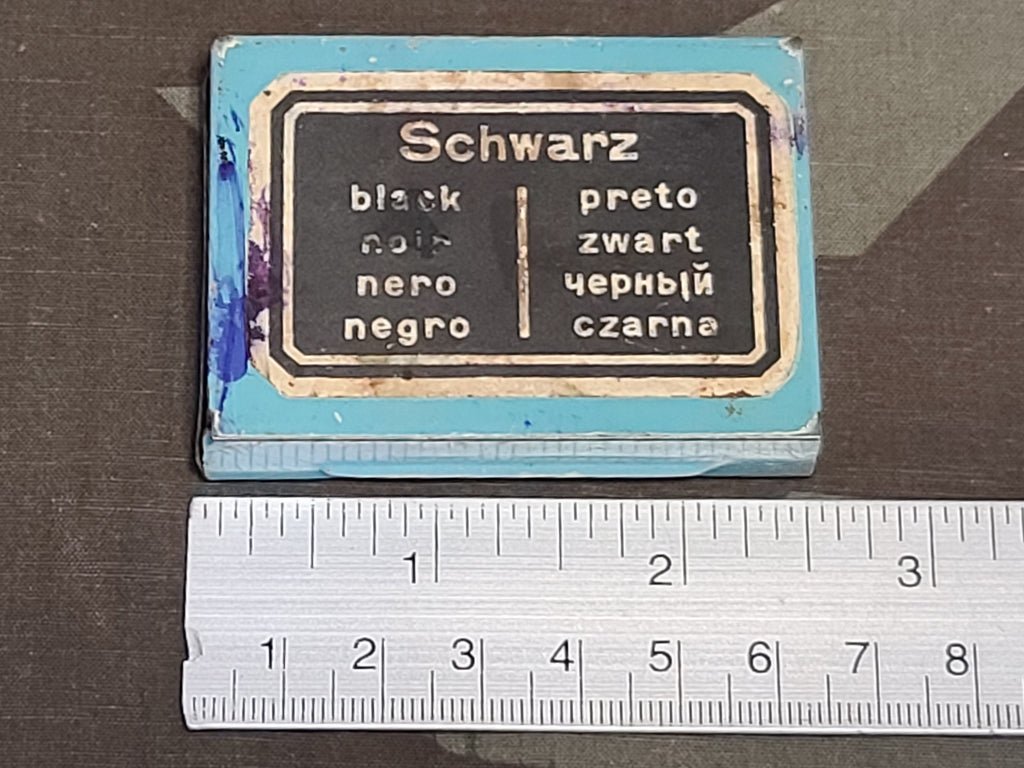 Schwarz
black
noir
nero
negro
preto
zwart
черный
czarna
1 2 3
1 2 3 4 5 6 7 8